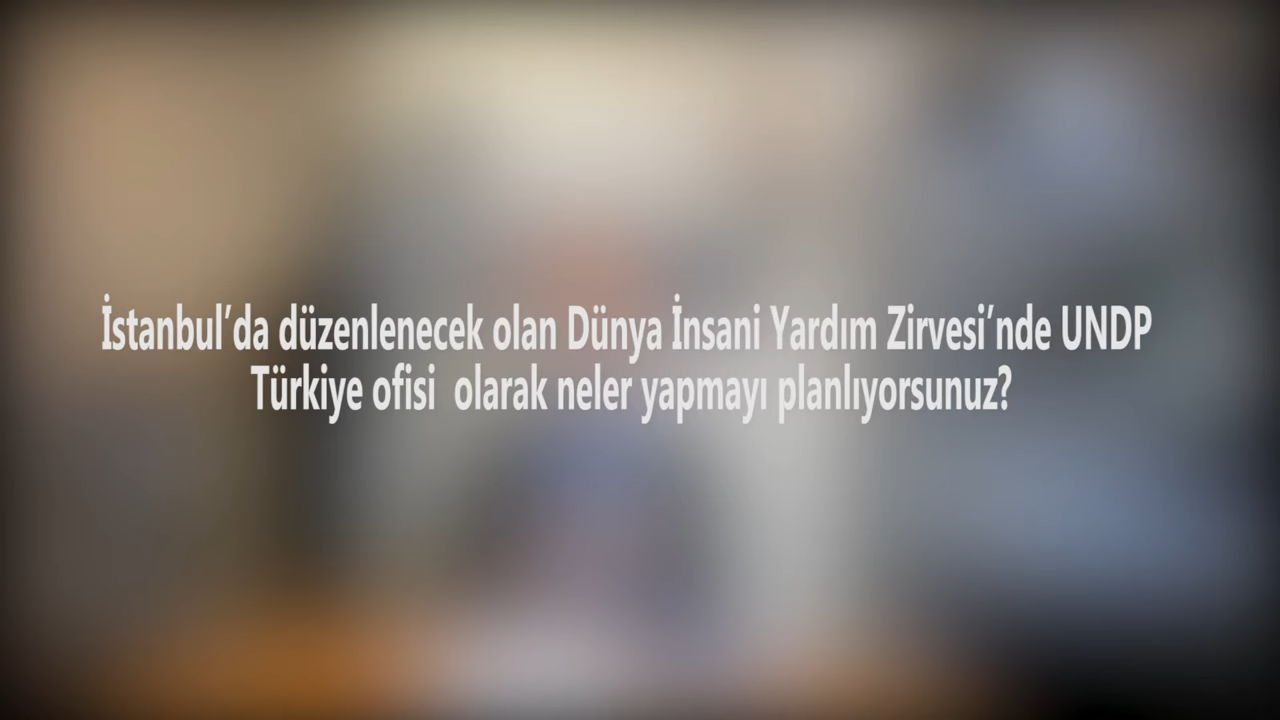 İstanbul’da düzenlenecek olan Dünya İnsani Yardım Zirvesi’nde UNDP
Türkiye ofisi olarak neler yapmayı planlıyorsunuz?